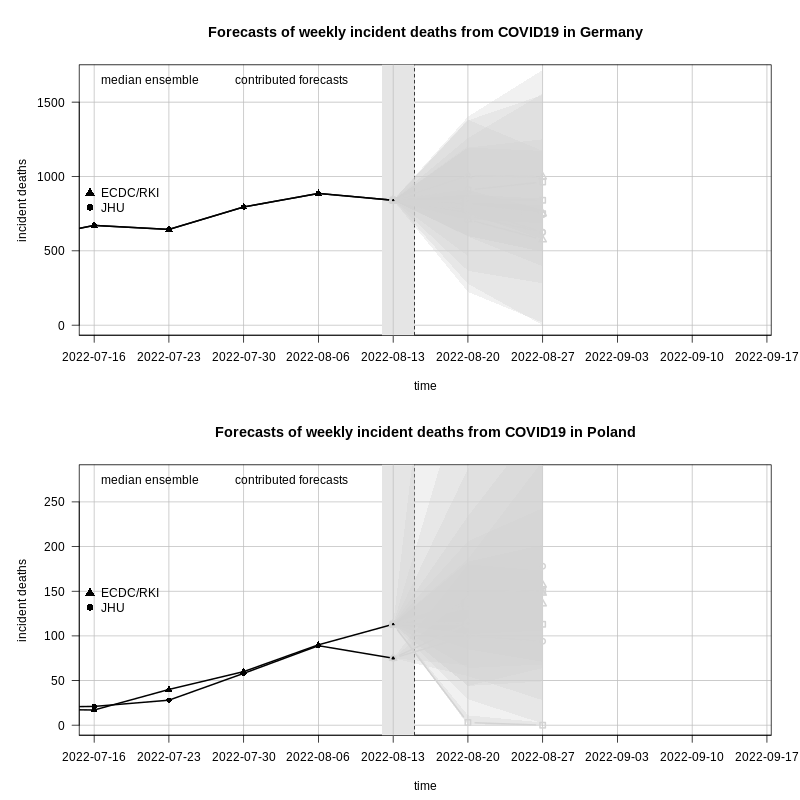 Forecasts of weekly incident deaths from COVID19 in Germany
median ensemble contributed forecasts
1500
1000
500
0
incident deaths
ECDC/RKI
JHU
2022-07-16 2022-07-23 2022-07-30 2022-08-06 2022-08-13 2022-08-20 2022-08-27 2022-09-03 2022-09-10 2022-09-17
time
Forecasts of weekly incident deaths from COVID19 in Poland
median ensemble contributed forecasts
250
200
150
100
50
0
incident deaths
ECDC/RKI
JHU
2022-07-16 2022-07-23 2022-07-30 2022-08-06 2022-08-13 2022-08-20 2022-08-27 2022-09-03 2022-09-10 2022-09-17
time